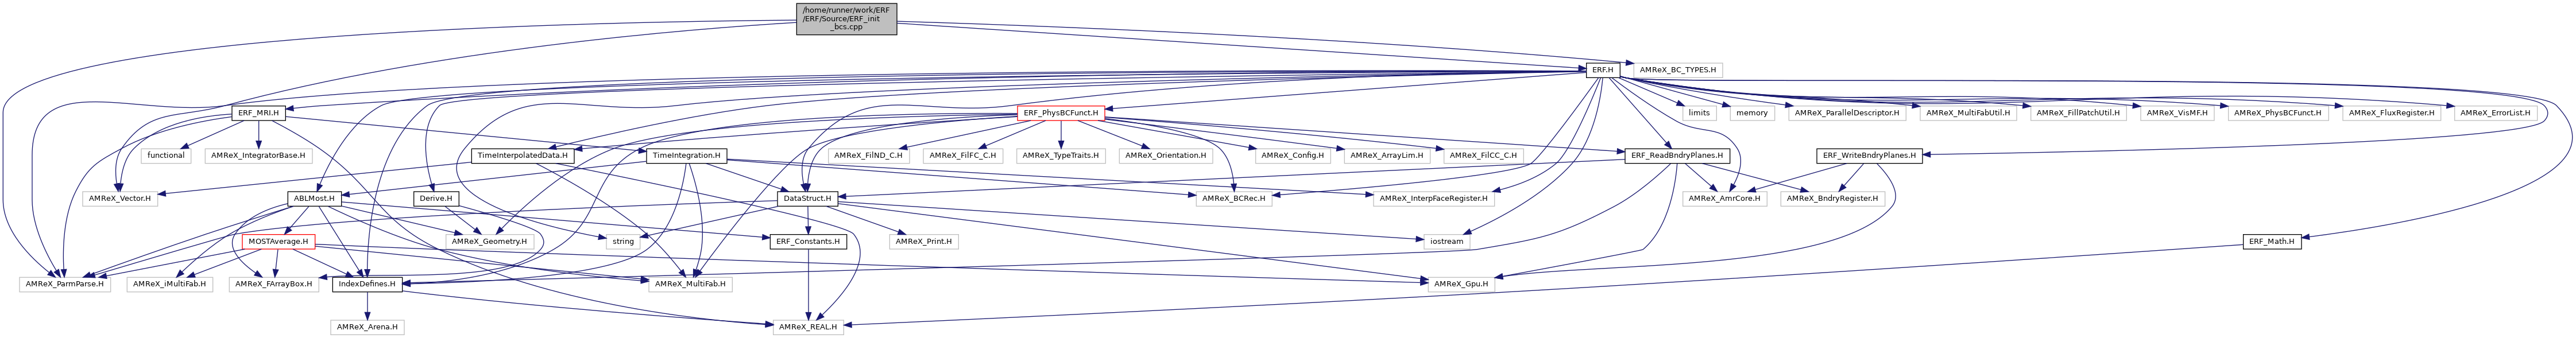 /home/runner/work/ERF
/ERF/Source/ERF_init
_bcs.cpp
ERF.H
AMReX_BC_TYPES.H
ERF_MRI.H
ERF_PhysBCFunct.H
limits
memory
AMReX_ParallelDescriptor.H
AMReX_MultiFabUtil.H
AMReX_FillPatchUtil.H
AMReX_VisMF.H
AMReX_PhysBCFunct.H
AMReX_FluxRegister.H
AMReX_ErrorList.H
functional
AMReX_IntegratorBase.H
TimeInterpolatedData.H
TimeIntegration.H
AMReX_FilND_C.H
AMReX_FilFC_C.H
AMReX_TypeTraits.H
AMReX_Orientation.H
AMReX_Config.H
AMReX_ArrayLim.H
AMReX_FilCC_C.H
ERF_ReadBndryPlanes.H
ERF_WriteBndryPlanes.H
AMReX_Vector.H
ABLMost.H
Derive.H
DataStruct.H
AMReX_BCRec.H
AMReX_InterpFaceRegister.H
AMReX_AmrCore.H
AMReX_BndryRegister.H
MOSTAverage.H
AMReX_Geometry.H
string
ERF_Constants.H
AMReX_Print.H
iostream
ERF_Math.H
AMReX_ParmParse.H
AMReX_iMultiFab.H
AMReX_FArrayBox.H
IndexDefines.H
AMReX_MultiFab.H
AMReX_Gpu.H
AMReX_Arena.H
AMReX_REAL.H